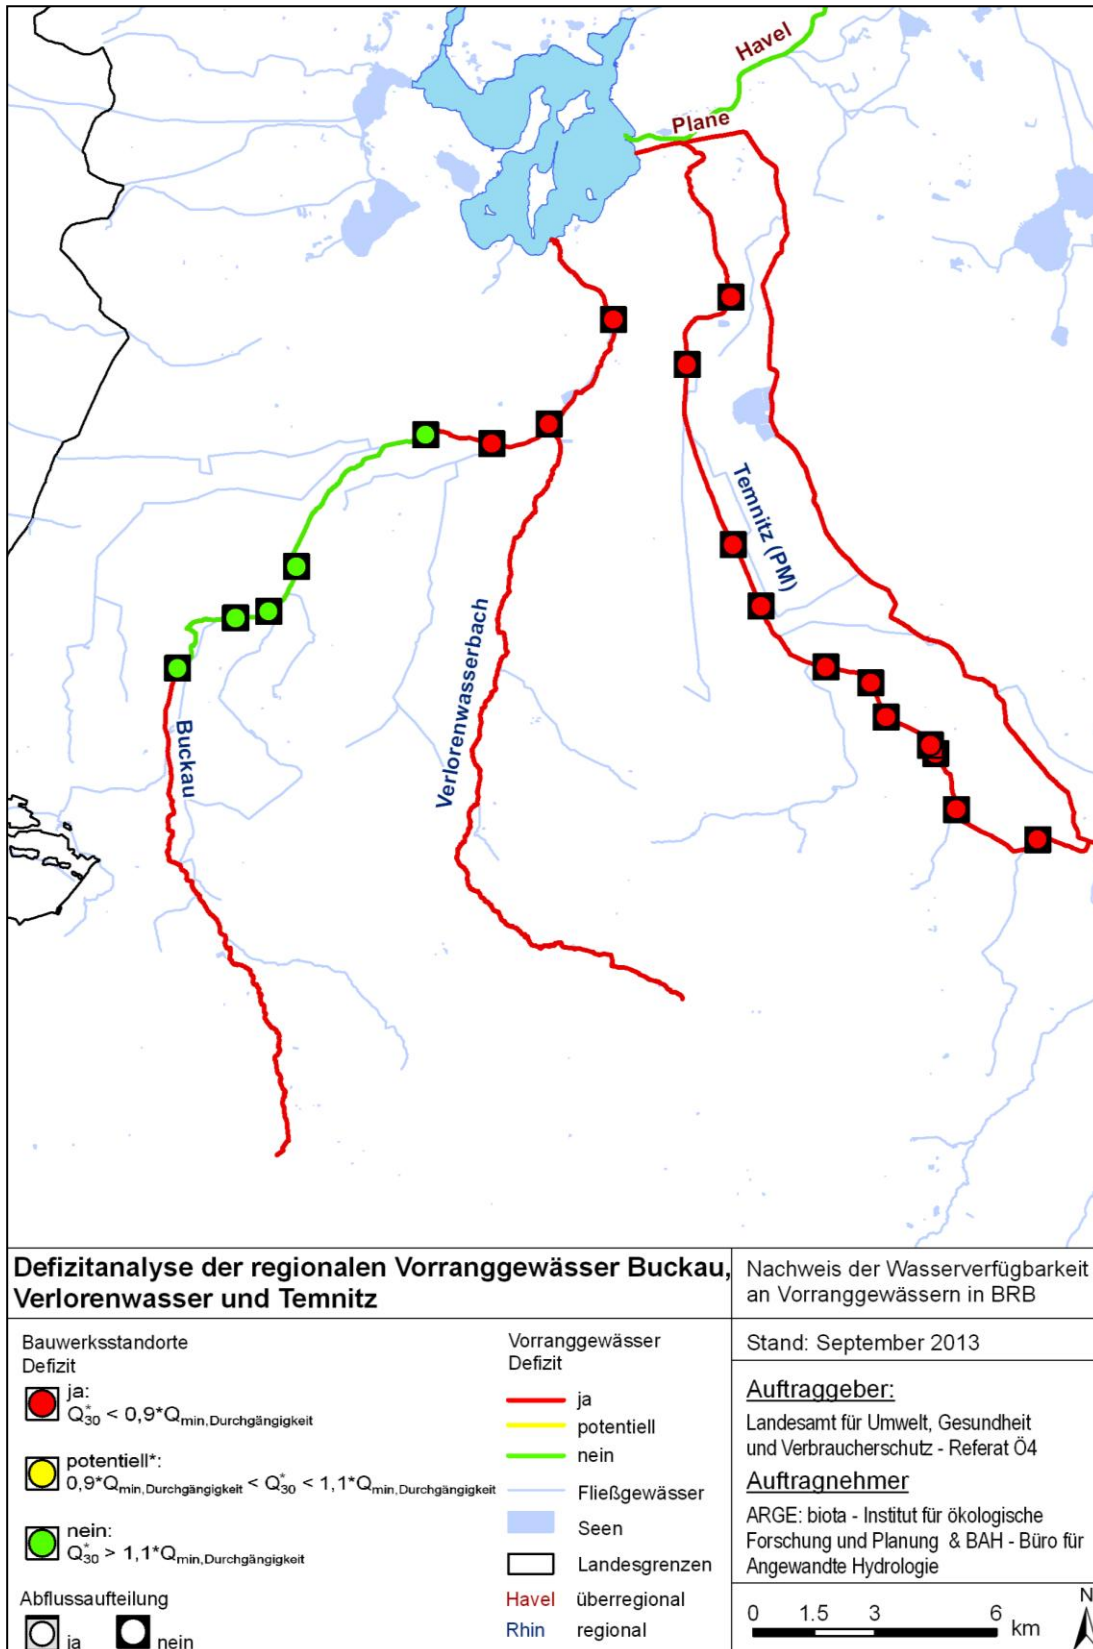 Havel
Plane
Temnitz (PM)
Verlorenwasserbach
Buckau
Defizitanalyse der regionalen Vorranggewässer Buckau,
Verlorenwasser und Temnitz
Bauwerksstandorte
Defizit
ja:
Q*30 < 0,9*Qmin,Durchgängigkeit
potentiell*:
0,9*Qmin,Durchgängigkeit < Q*30 < 1,1*Qmin,Durchgängigkeit
nein:
Q*30 > 1,1*Qmin,Durchgängigkeit
Abflussaufteilung
ja nein
Vorranggewässer
Defizit
ja
potentiell
nein
Fließgewässer
Seen
Landesgrenzen
Havel überregional
Rhin regional
Nachweis der Wasserverfügbarkeit
an Vorranggewässern in BRB
Stand: September 2013
Auftraggeber:
Landesamt für Umwelt, Gesundheit
und Verbraucherschutz - Referat Ö4
Auftragnehmer
ARGE: biota - Institut für ökologische
Forschung und Planung & BAH - Büro für
Angewandte Hydrologie
0 1.5 3 6 km
N